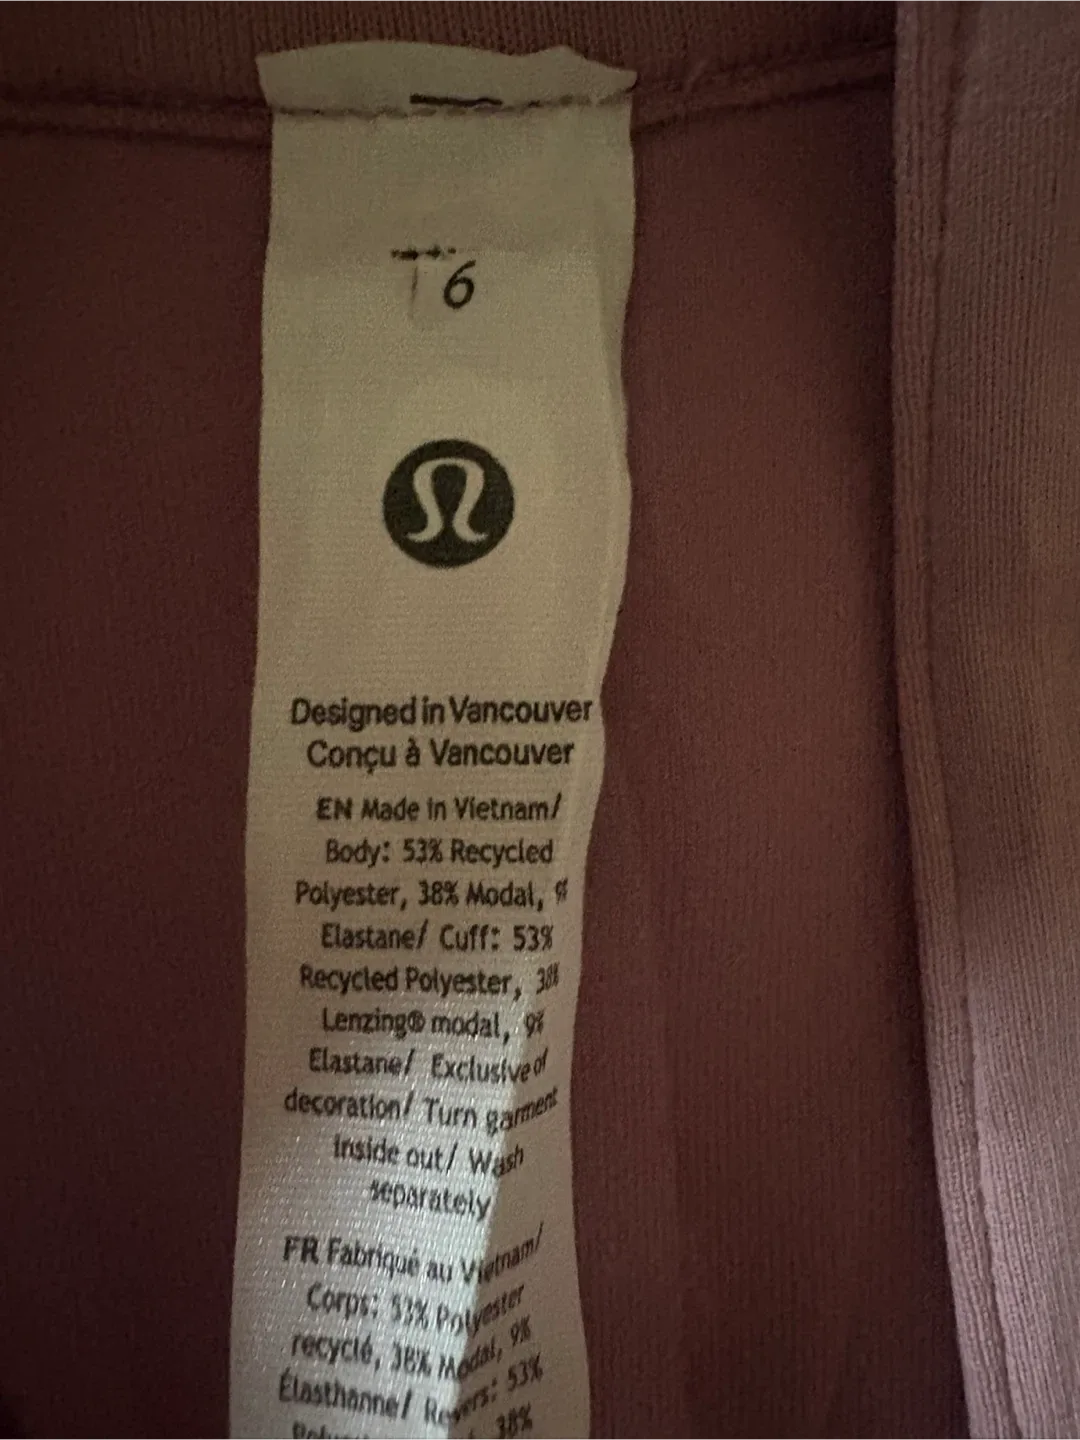 6
Designed in Vancouver
Conçu à Vancouver
EN Made in Vietnam/
Body: 53% Recycled
Polyester, 38% Modal, 9%
Elastane/ Cuff: 53%
Recycled Polyester, 38%
Lenzing® modal, 9%
Elastane/ Exclusive of
decoration/ Turn garment
inside out/ Wash
separately
FR Fabriqué au Vietnam/
Corps: 53% Polyester
recyclé, 38% Modal, 9%
Élasthanne/ Revers: 53%
38%